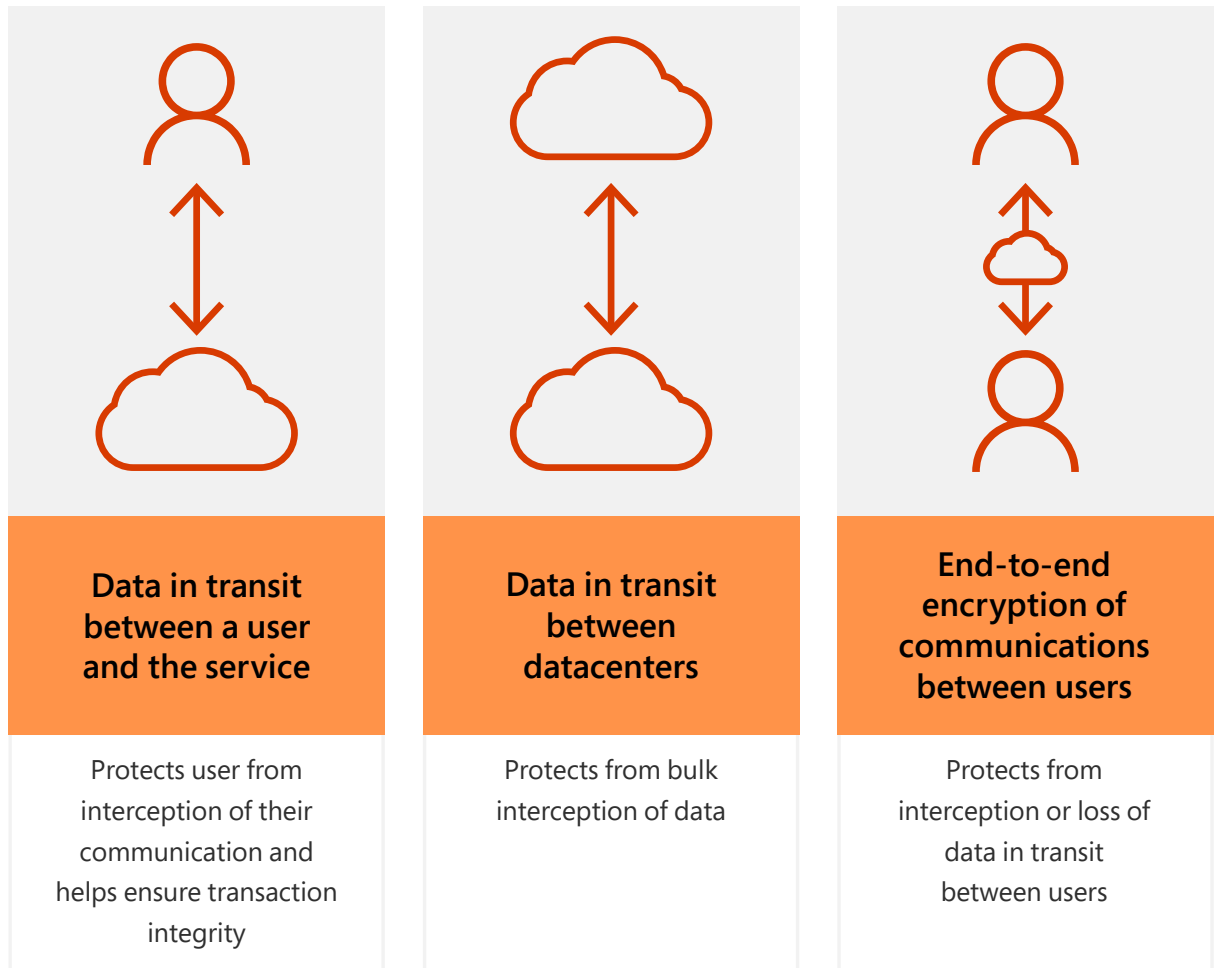 Data in transit
between a user
and the service
Protects user from
interception of their
communication and
helps ensure transaction
integrity
Data in transit
between
datacenters
Protects from bulk
interception of data
End-to-end
encryption of
communications
between users
Protects from
interception or loss of
data in transit
between users